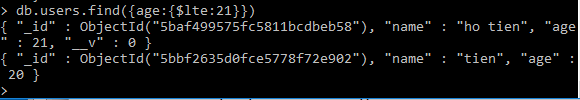 > db.users.find({age:{$lte:21}})
{ "_id" : ObjectId("5baf499575fc5811bcdbeb58"), "name" : "ho tien", "age
" : 21, "__v" : 0 }
{ "_id" : ObjectId("5bbf2635d0fce5778f72e902"), "name" : "tien", "age" :
 20 }
>